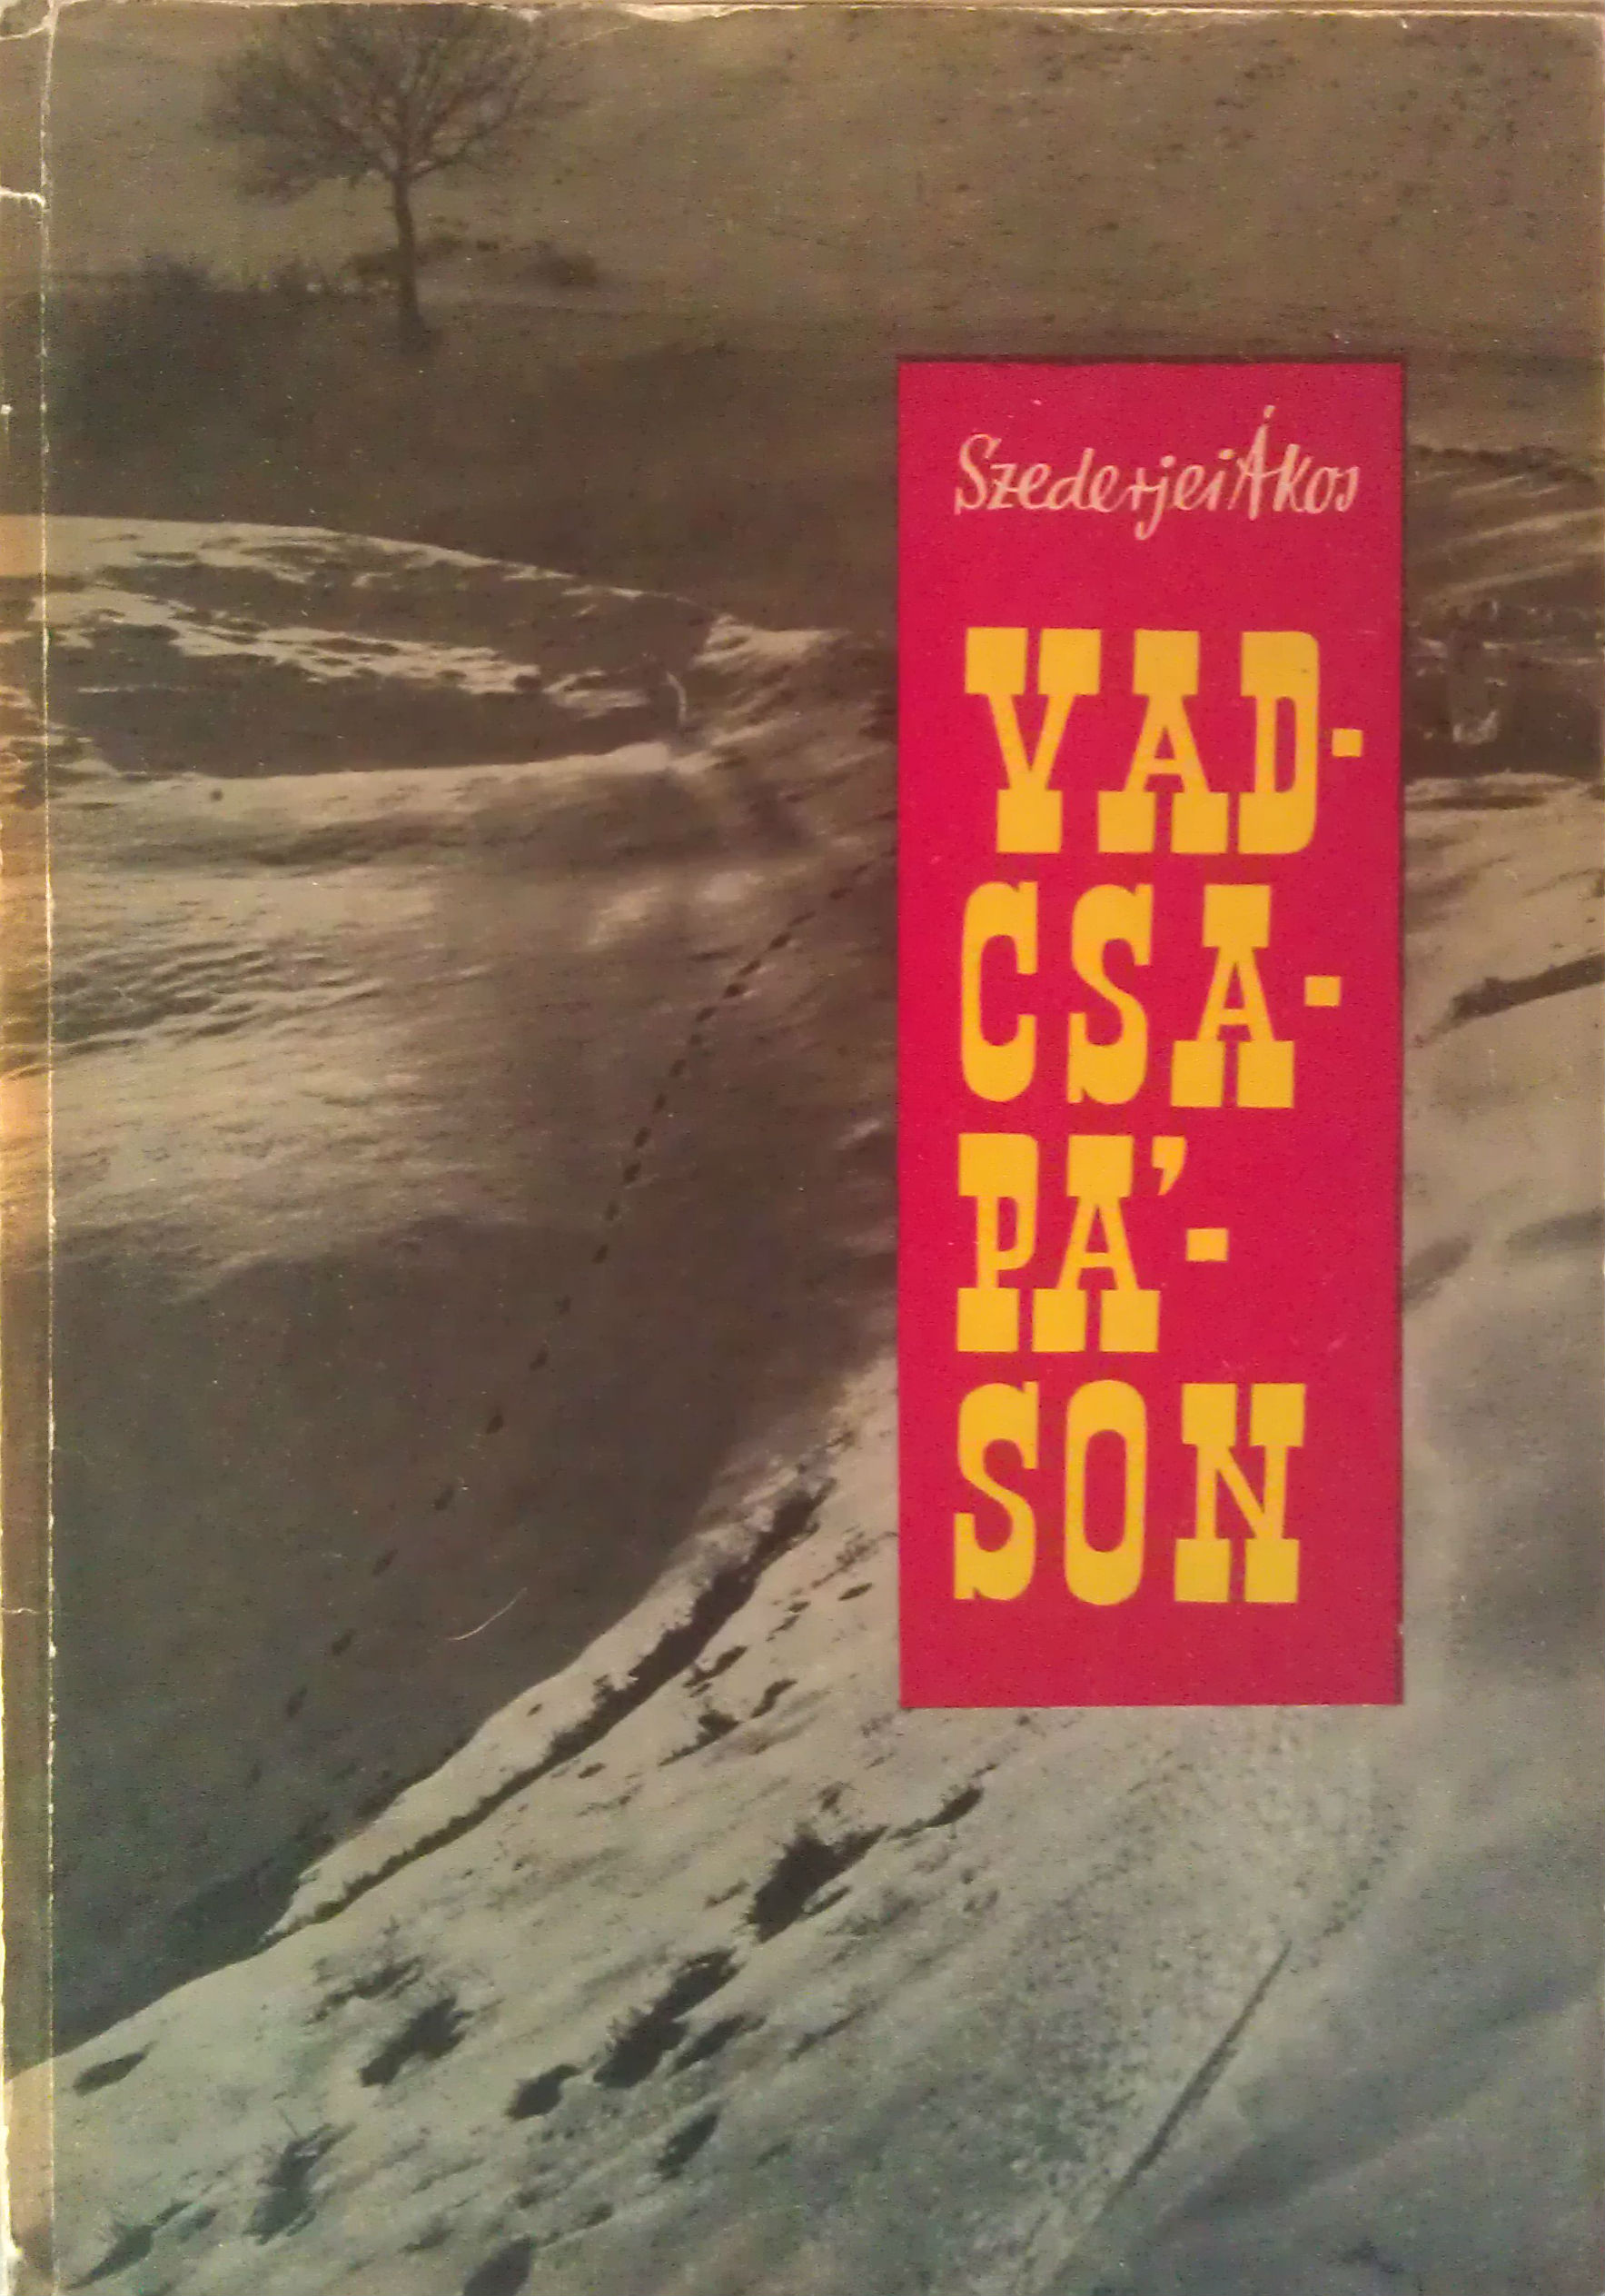 Szederjei Ákos
VAD-
CSA-
PÁ-
SON